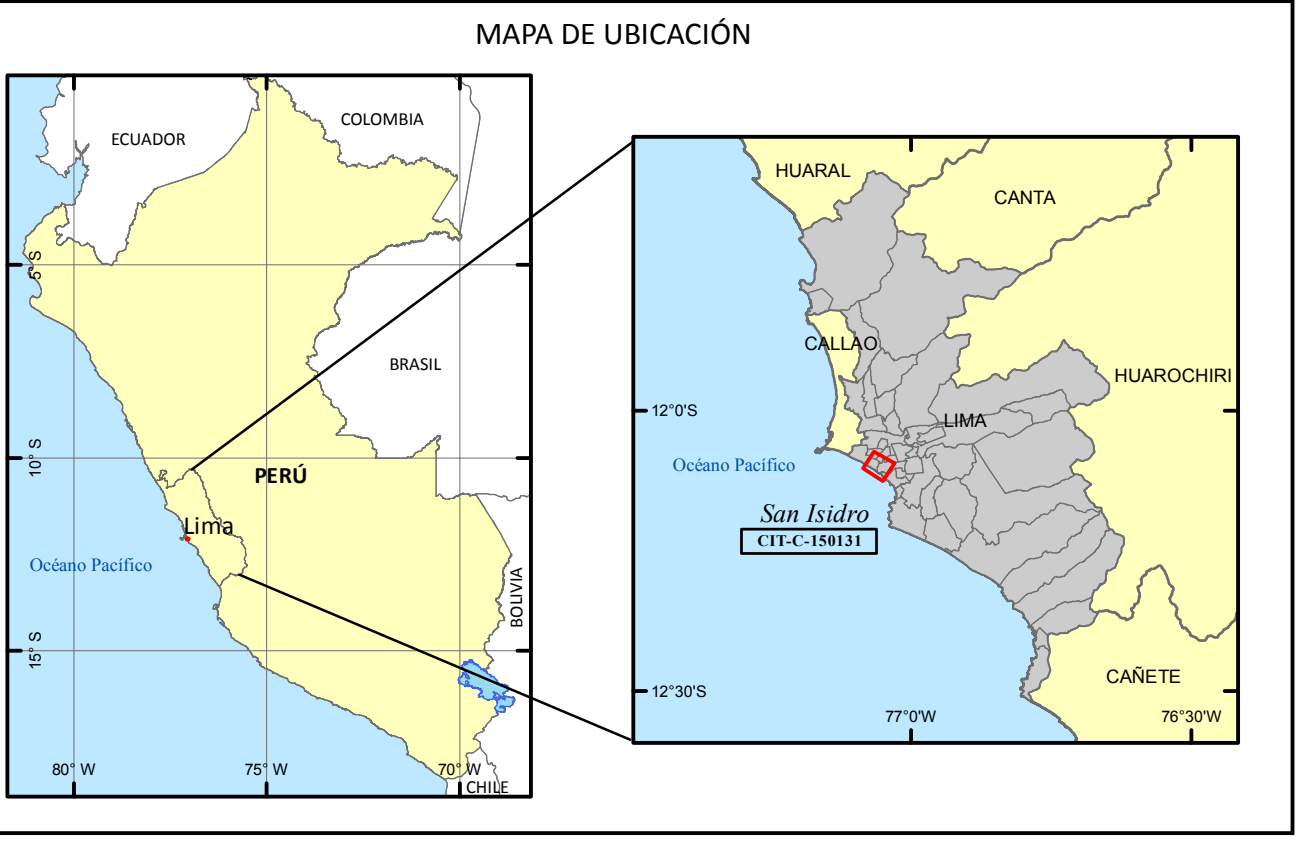 MAPA DE UBICACIÓN
ECUADOR
COLOMBIA
BRASIL
PERÚ
Lima
Océano Pacífico
BOLIVIA
CHILE
5° S
10° S
15° S
80° W
75° W
70° W
HUARAL
CANTA
CALLAO
HUAROCHIRI
LIMA
12°0'S
Océano Pacífico
San Isidro
CIT-C-150131
CAÑETE
12°30'S
77°0'W
76°30'W